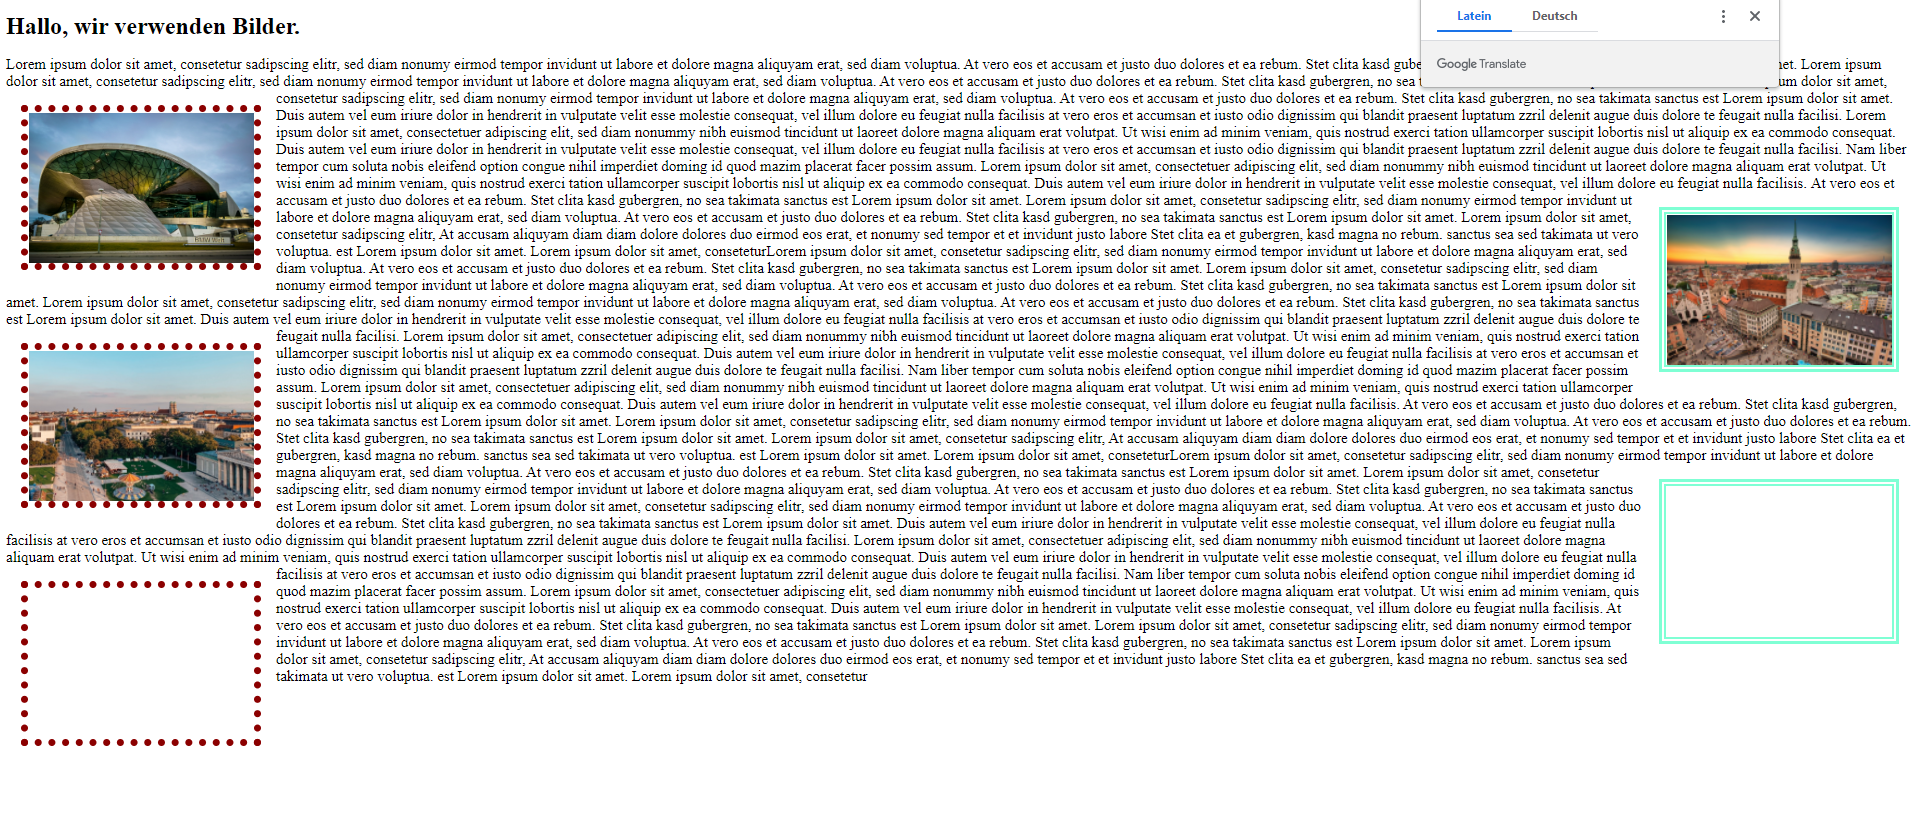 Hallo, wir verwenden Bilder.
Latein Deutsch
Google Translate
Lorem ipsum dolor sit amet, consetetur sadipscing elitr, sed diam nonumy eirmod tempor invidunt ut labore et dolore magna aliquyam erat, sed diam voluptua. At vero eos et accusam et justo duo dolores et ea rebum. Stet clita kasd gube et. Lorem ipsum
dolor sit amet, consetetur sadipscing elitr, sed diam nonumy eirmod tempor invidunt ut labore et dolore magna aliquyam erat, sed diam voluptua. At vero eos et accusam et justo duo dolores et ea rebum. Stet clita kasd gubergren, no sea t um dolor sit amet,
consetetur sadipscing elitr, sed diam nonumy eirmod tempor invidunt ut labore et dolore magna aliquyam erat, sed diam voluptua. At vero eos et accusam et justo duo dolores et ea rebum. Stet clita kasd gubergren, no sea takimata sanctus est Lorem ipsum dolor sit amet.
Duis autem vel eum iriure dolor in hendrerit in vulputate velit esse molestie consequat, vel illum dolore eu feugiat nulla facilisis at vero eros et accumsan et iusto odio dignissim qui blandit praesent luptatum zzril delenit augue duis dolore te feugait nulla facilisi. Lorem
ipsum dolor sit amet, consectetuer adipiscing elit, sed diam nonummy nibh euismod tincidunt ut laoreet dolore magna aliquam erat volutpat. Ut wisi enim ad minim veniam, quis nostrud exerci tation ullamcorper suscipit lobortis nisl ut aliquip ex ea commodo consequat.
Duis autem vel eum iriure dolor in hendrerit in vulputate velit esse molestie consequat, vel illum dolore eu feugiat nulla facilisis at vero eros et accumsan et iusto odio dignissim qui blandit praesent luptatum zzril delenit augue duis dolore te feugait nulla facilisi. Nam liber
tempor cum soluta nobis eleifend option congue nihil imperdiet doming id quod mazim placerat facer possim assum. Lorem ipsum dolor sit amet, consectetuer adipiscing elit, sed diam nonummy nibh euismod tincidunt ut laoreet dolore magna aliquam erat volutpat. Ut
wisi enim ad minim veniam, quis nostrud exerci tation ullamcorper suscipit lobortis nisl ut aliquip ex ea commodo consequat. Duis autem vel eum iriure dolor in hendrerit in vulputate velit esse molestie consequat, vel illum dolore eu feugiat nulla facilisis. At vero eos et
accusam et justo duo dolores et ea rebum. Stet clita kasd gubergren, no sea takimata sanctus est Lorem ipsum dolor sit amet. Lorem ipsum dolor sit amet, consetetur sadipscing elitr, sed diam nonumy eirmod tempor invidunt ut
labore et dolore magna aliquyam erat, sed diam voluptua. At vero eos et accusam et justo duo dolores et ea rebum. Stet clita kasd gubergren, no sea takimata sanctus est Lorem ipsum dolor sit amet. Lorem ipsum dolor sit amet,
consetetur sadipscing elitr, At accusam aliquyam diam diam dolore dolores duo eirmod eos erat, et nonumy sed tempor et et invidunt justo labore Stet clita ea et gubergren, kasd magna no rebum. sanctus sea sed takimata ut vero
voluptua. est Lorem ipsum dolor sit amet. Lorem ipsum dolor sit amet, conseteturLorem ipsum dolor sit amet, consetetur sadipscing elitr, sed diam nonumy eirmod tempor invidunt ut labore et dolore magna aliquyam erat, sed
diam voluptua. At vero eos et accusam et justo duo dolores et ea rebum. Stet clita kasd gubergren, no sea takimata sanctus est Lorem ipsum dolor sit amet. Lorem ipsum dolor sit amet, consetetur sadipscing elitr, sed diam
nonumy eirmod tempor invidunt ut labore et dolore magna aliquyam erat, sed diam voluptua. At vero eos et accusam et justo duo dolores et ea rebum. Stet clita kasd gubergren, no sea takimata sanctus est Lorem ipsum dolor sit
amet. Lorem ipsum dolor sit amet, consetetur sadipscing elitr, sed diam nonumy eirmod tempor invidunt ut labore et dolore magna aliquyam erat, sed diam voluptua. At vero eos et accusam et justo duo dolores et ea rebum. Stet clita kasd gubergren, no sea takimata sanctus
est Lorem ipsum dolor sit amet. Duis autem vel eum iriure dolor in hendrerit in vulputate velit esse molestie consequat, vel illum dolore eu feugiat nulla facilisis at vero eros et accumsan et iusto odio dignissim qui blandit praesent luptatum zzril delenit augue duis dolore te
feugait nulla facilisi. Lorem ipsum dolor sit amet, consectetuer adipiscing elit, sed diam nonummy nibh euismod tincidunt ut laoreet dolore magna aliquam erat volutpat. Ut wisi enim ad minim veniam, quis nostrud exerci tation
ullamcorper suscipit lobortis nisl ut aliquip ex ea commodo consequat. Duis autem vel eum iriure dolor in hendrerit in vulputate velit esse molestie consequat, vel illum dolore eu feugiat nulla facilisis at vero eros et accumsan et
iusto odio dignissim qui blandit praesent luptatum zzril delenit augue duis dolore te feugait nulla facilisi. Nam liber tempor cum soluta nobis eleifend option congue nihil imperdiet doming id quod mazim placerat facer possim
assum. Lorem ipsum dolor sit amet, consectetuer adipiscing elit, sed diam nonummy nibh euismod tincidunt ut laoreet dolore magna aliquam erat volutpat. Ut wisi enim ad minim veniam, quis nostrud exerci tation ullamcorper
suscipit lobortis nisl ut aliquip ex ea commodo consequat. Duis autem vel eum iriure dolor in hendrerit in vulputate velit esse molestie consequat, vel illum dolore eu feugiat nulla facilisis. At vero eos et accusam et justo duo dolores et ea rebum. Stet clita kasd gubergren,
no sea takimata sanctus est Lorem ipsum dolor sit amet. Lorem ipsum dolor sit amet, consetetur sadipscing elitr, sed diam nonumy eirmod tempor invidunt ut labore et dolore magna aliquyam erat, sed diam voluptua. At vero eos et accusam et justo duo dolores et ea rebum.
Stet clita kasd gubergren, no sea takimata sanctus est Lorem ipsum dolor sit amet. Lorem ipsum dolor sit amet, consetetur sadipscing elitr, At accusam aliquyam diam diam dolore dolores duo eirmod eos erat, et nonumy sed tempor et et invidunt justo labore Stet clita ea et
gubergren, kasd magna no rebum. sanctus sea sed takimata ut vero voluptua. est Lorem ipsum dolor sit amet. Lorem ipsum dolor sit amet, conseteturLorem ipsum dolor sit amet, consetetur sadipscing elitr, sed diam nonumy eirmod tempor invidunt ut labore et dolore
magna aliquyam erat, sed diam voluptua. At vero eos et accusam et justo duo dolores et ea rebum. Stet clita kasd gubergren, no sea takimata sanctus est Lorem ipsum dolor sit amet. Lorem ipsum dolor sit amet, consetetur
sadipscing elitr, sed diam nonumy eirmod tempor invidunt ut labore et dolore magna aliquyam erat, sed diam voluptua. At vero eos et accusam et justo duo dolores et ea rebum. Stet clita kasd gubergren, no sea takimata sanctus
est Lorem ipsum dolor sit amet. Lorem ipsum dolor sit amet, consetetur sadipscing elitr, sed diam nonumy eirmod tempor invidunt ut labore et dolore magna aliquyam erat, sed diam voluptua. At vero eos et accusam et justo duo
dolores et ea rebum. Stet clita kasd gubergren, no sea takimata sanctus est Lorem ipsum dolor sit amet. Duis autem vel eum iriure dolor in hendrerit in vulputate velit esse molestie consequat, vel illum dolore eu feugiat nulla
facilisis at vero eros et accumsan et iusto odio dignissim qui blandit praesent luptatum zzril delenit augue duis dolore te feugait nulla facilisi. Lorem ipsum dolor sit amet, consectetuer adipiscing elit, sed diam nonummy nibh euismod tincidunt ut laoreet dolore magna
aliquam erat volutpat. Ut wisi enim ad minim veniam, quis nostrud exerci tation ullamcorper suscipit lobortis nisl ut aliquip ex ea commodo consequat. Duis autem vel eum iriure dolor in hendrerit in vulputate velit esse molestie consequat, vel illum dolore eu feugiat nulla
facilisis at vero eros et accumsan et iusto odio dignissim qui blandit praesent luptatum zzril delenit augue duis dolore te feugait nulla facilisi. Nam liber tempor cum soluta nobis eleifend option congue nihil imperdiet doming id
quod mazim placerat facer possim assum. Lorem ipsum dolor sit amet, consectetuer adipiscing elit, sed diam nonummy nibh euismod tincidunt ut laoreet dolore magna aliquam erat volutpat. Ut wisi enim ad minim veniam, quis
nostrud exerci tation ullamcorper suscipit lobortis nisl ut aliquip ex ea commodo consequat. Duis autem vel eum iriure dolor in hendrerit in vulputate velit esse molestie consequat, vel illum dolore eu feugiat nulla facilisis. At
vero eos et accusam et justo duo dolores et ea rebum. Stet clita kasd gubergren, no sea takimata sanctus est Lorem ipsum dolor sit amet. Lorem ipsum dolor sit amet, consetetur sadipscing elitr, sed diam nonumy eirmod tempor
invidunt ut labore et dolore magna aliquyam erat, sed diam voluptua. At vero eos et accusam et justo duo dolores et ea rebum. Stet clita kasd gubergren, no sea takimata sanctus est Lorem ipsum dolor sit amet. Lorem ipsum
dolor sit amet, consetetur sadipscing elitr, At accusam aliquyam diam diam dolore dolores duo eirmod eos erat, et nonumy sed tempor et et invidunt justo labore Stet clita ea et gubergren, kasd magna no rebum. sanctus sea sed
takimata ut vero voluptua. est Lorem ipsum dolor sit amet. Lorem ipsum dolor sit amet, consetetur